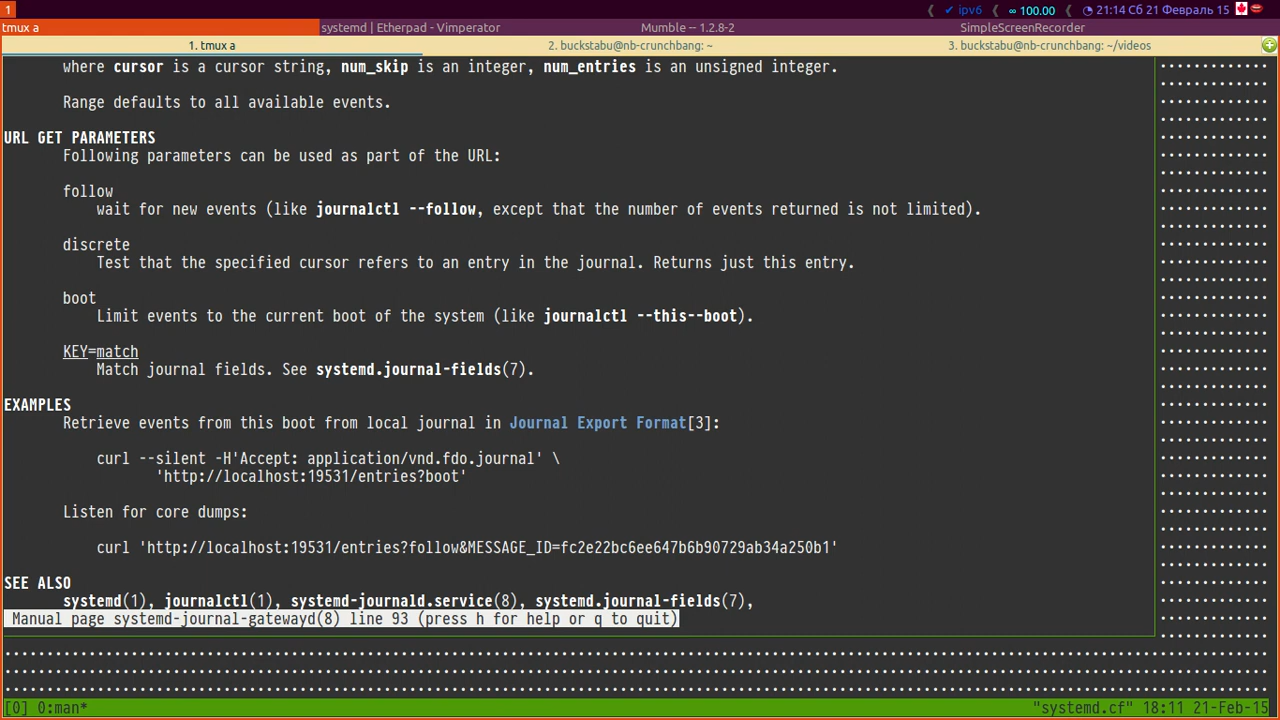 1
ipv6 ∞ 100.00 21:14 Сб 21 Февраль 15
tmux a systemd | Etherpad - Vimperator Mumble -- 1.2.8-2 SimpleScreenRecorder
1. tmux a 2. buckstabu@nb-crunchbang: ~ 3. buckstabu@nb-crunchbang: ~/videos
where cursor is a cursor string, num_skip is an integer, num_entries is an unsigned integer.
Range defaults to all available events.
URL GET PARAMETERS
Following parameters can be used as part of the URL:
follow
wait for new events (like journalctl --follow, except that the number of events returned is not limited).
discrete
Test that the specified cursor refers to an entry in the journal. Returns just this entry.
boot
Limit events to the current boot of the system (like journalctl --this--boot).
KEY=match
Match journal fields. See systemd.journal-fields(7).
EXAMPLES
Retrieve events from this boot from local journal in Journal Export Format[3]:
curl --silent -H'Accept: application/vnd.fdo.journal' \
'http://localhost:19531/entries?boot'
Listen for core dumps:
curl 'http://localhost:19531/entries?follow&MESSAGE_ID=fc2e22bc6ee647b6b90729ab34a250b1'
SEE ALSO
systemd(1), journalctl(1), systemd-journald.service(8), systemd.journal-fields(7),
Manual page systemd-journal-gatewayd(8) line 93 (press h for help or q to quit)
[0] 0:man* "systemd.cf" 18:11 21-Feb-15